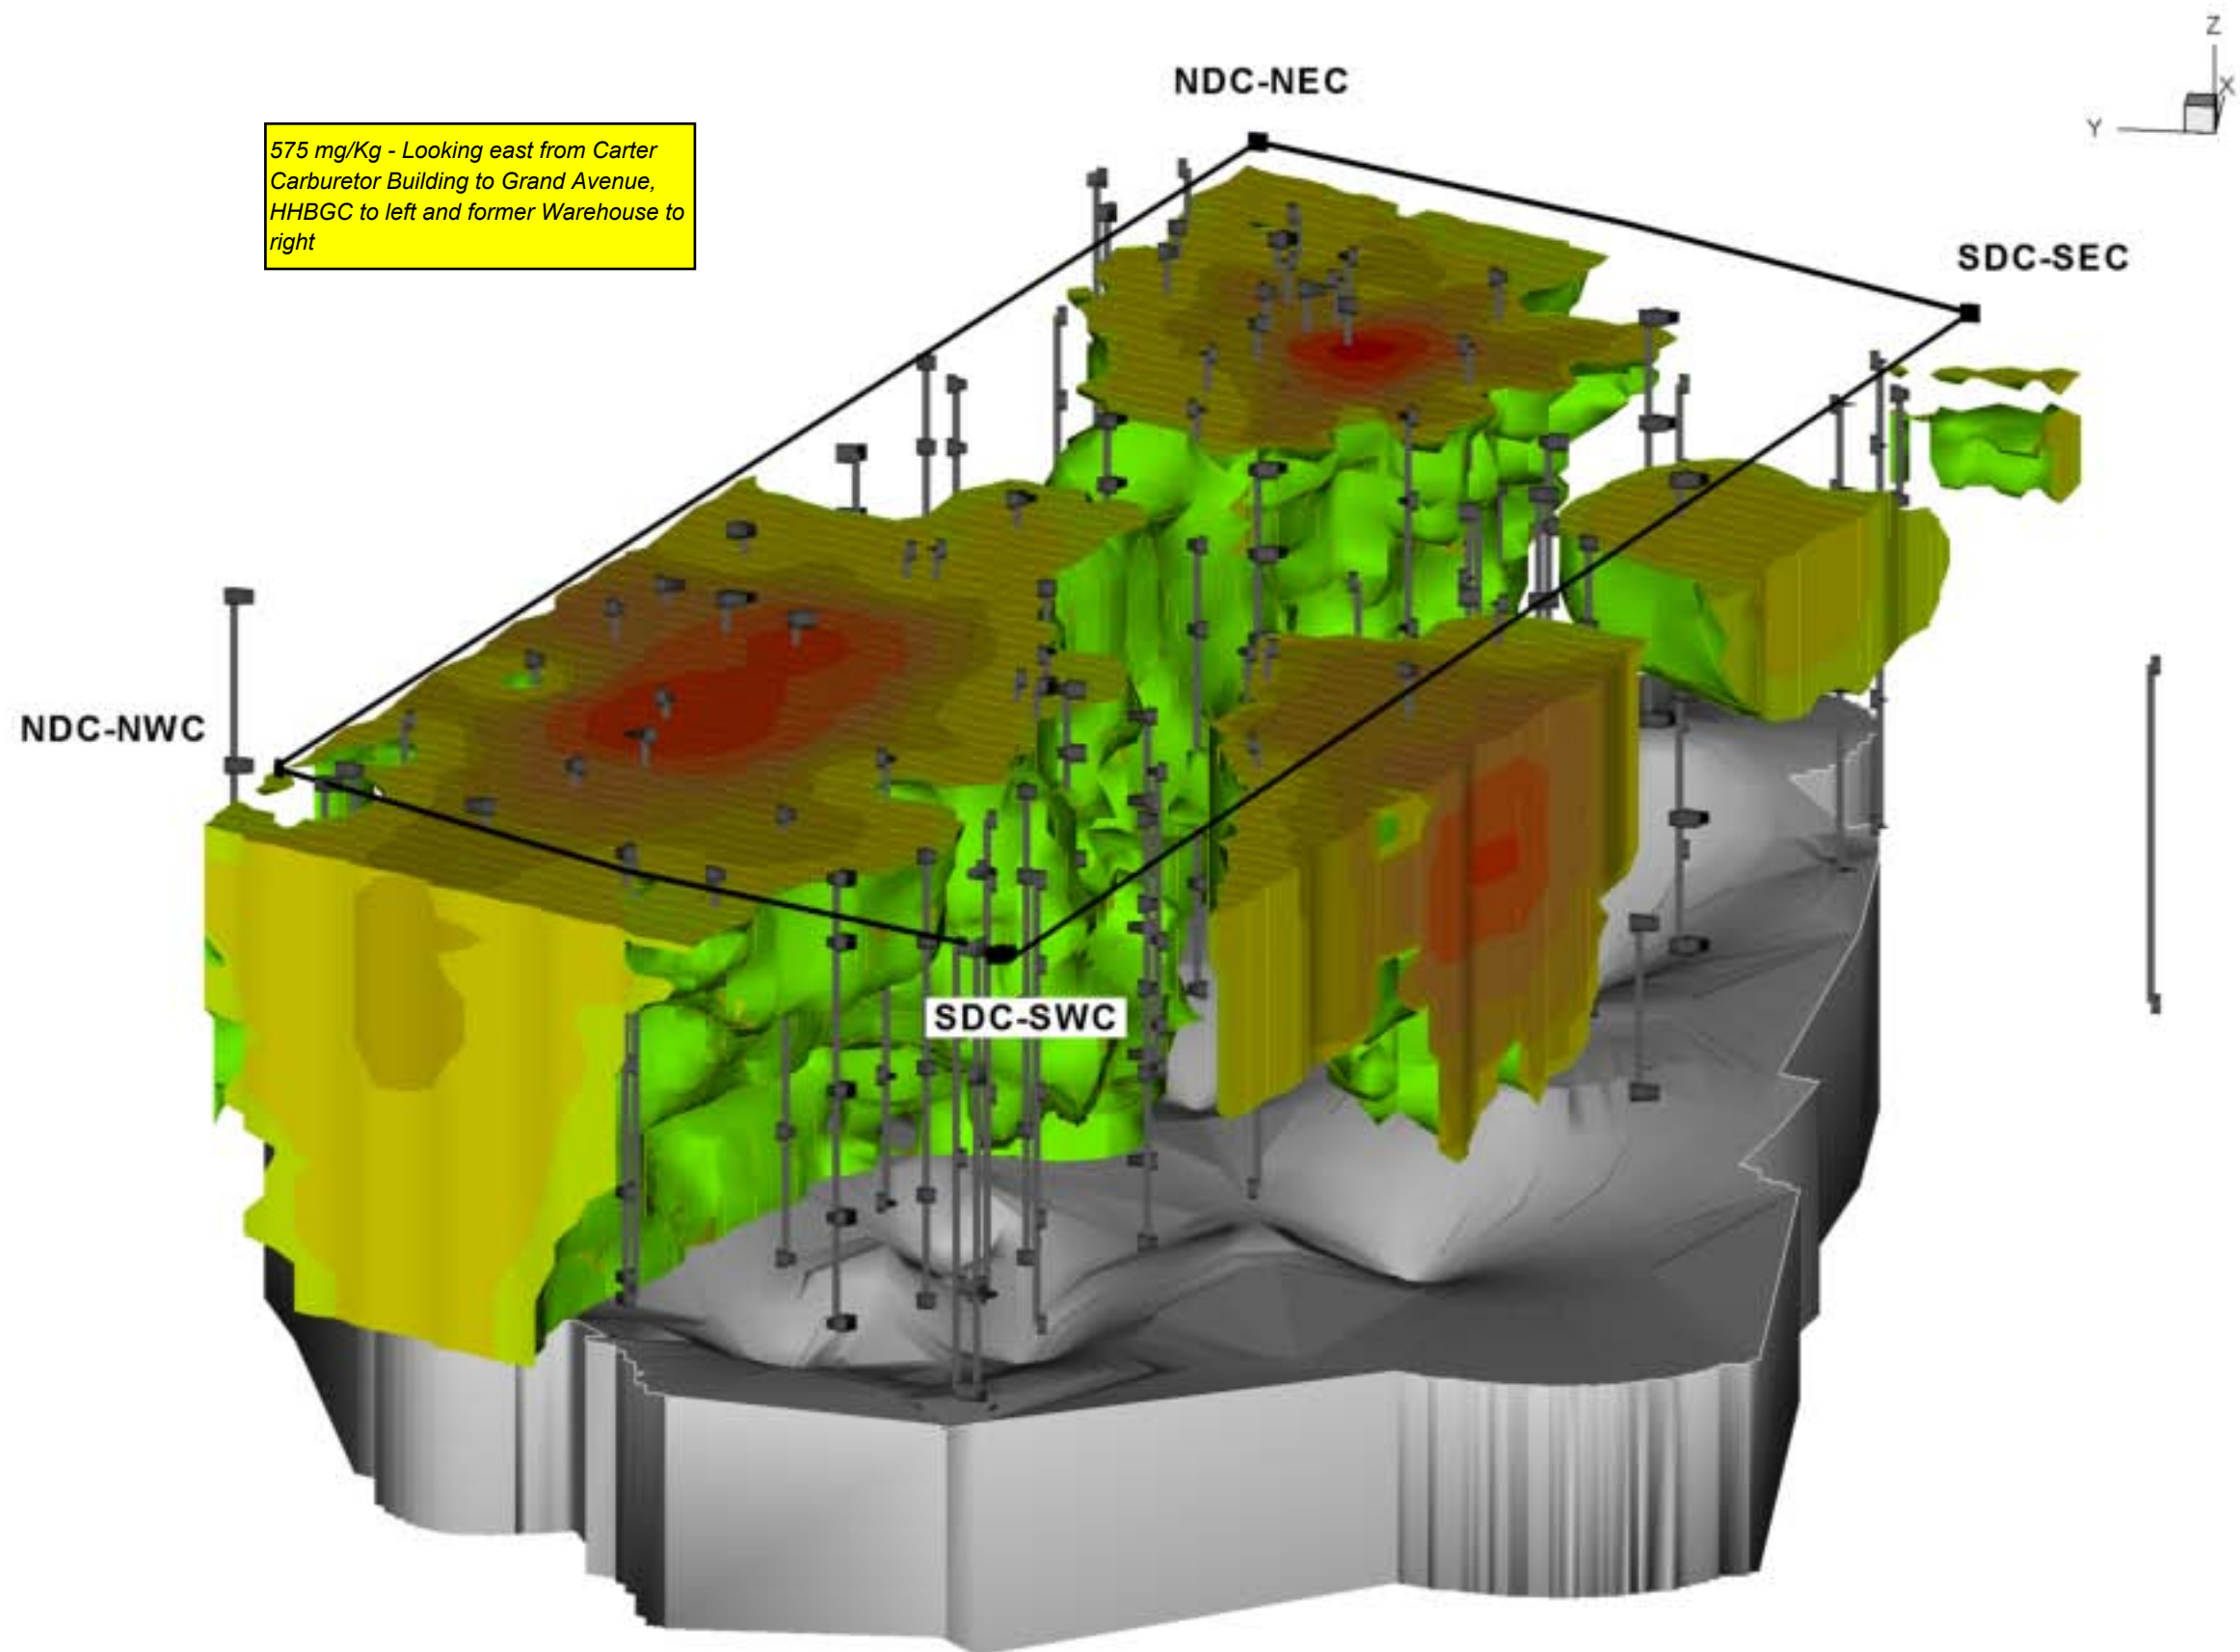 Z
NDC-NEC
X
Y
575 mg/Kg - Looking east from Carter
Carburetor Building to Grand Avenue,
HHBGC to left and former Warehouse to
right
SDC-SEC
NDC-NWC
SDC-SWC